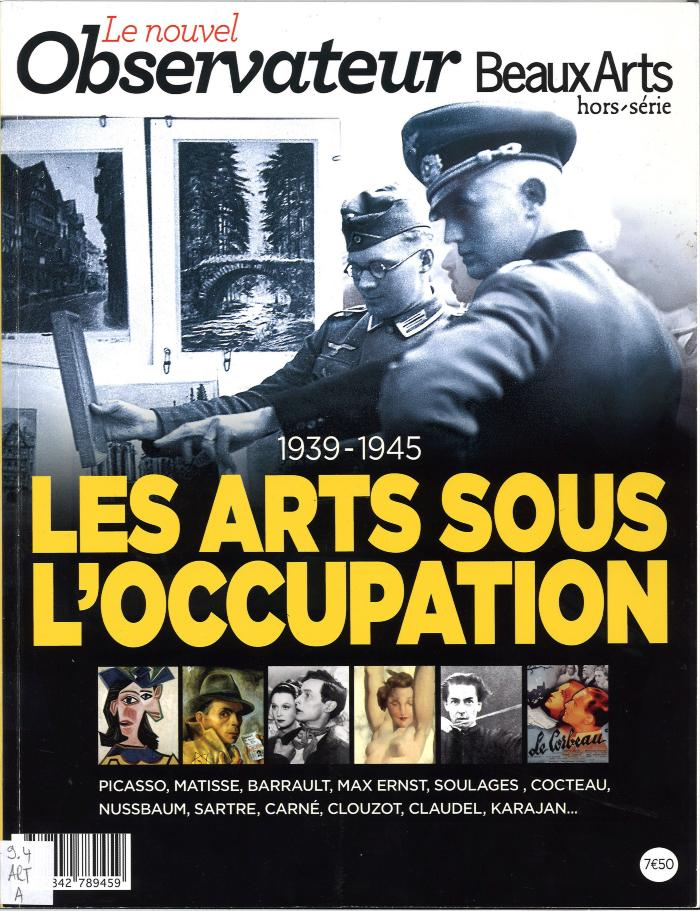 Le nouvel
Observateur BeauxArts
hors-série
1939-1945
LES ARTS SOUS
L'OCCUPATION
Le Corbeau
PICASSO, MATISSE, BARRAULT, MAX ERNST, SOULAGES , COCTEAU,
NUSSBAUM, SARTRE, CARNÉ, CLOUZOT, CLAUDEL, KARAJAN...
7€50
9.4
ART
A
842 789459